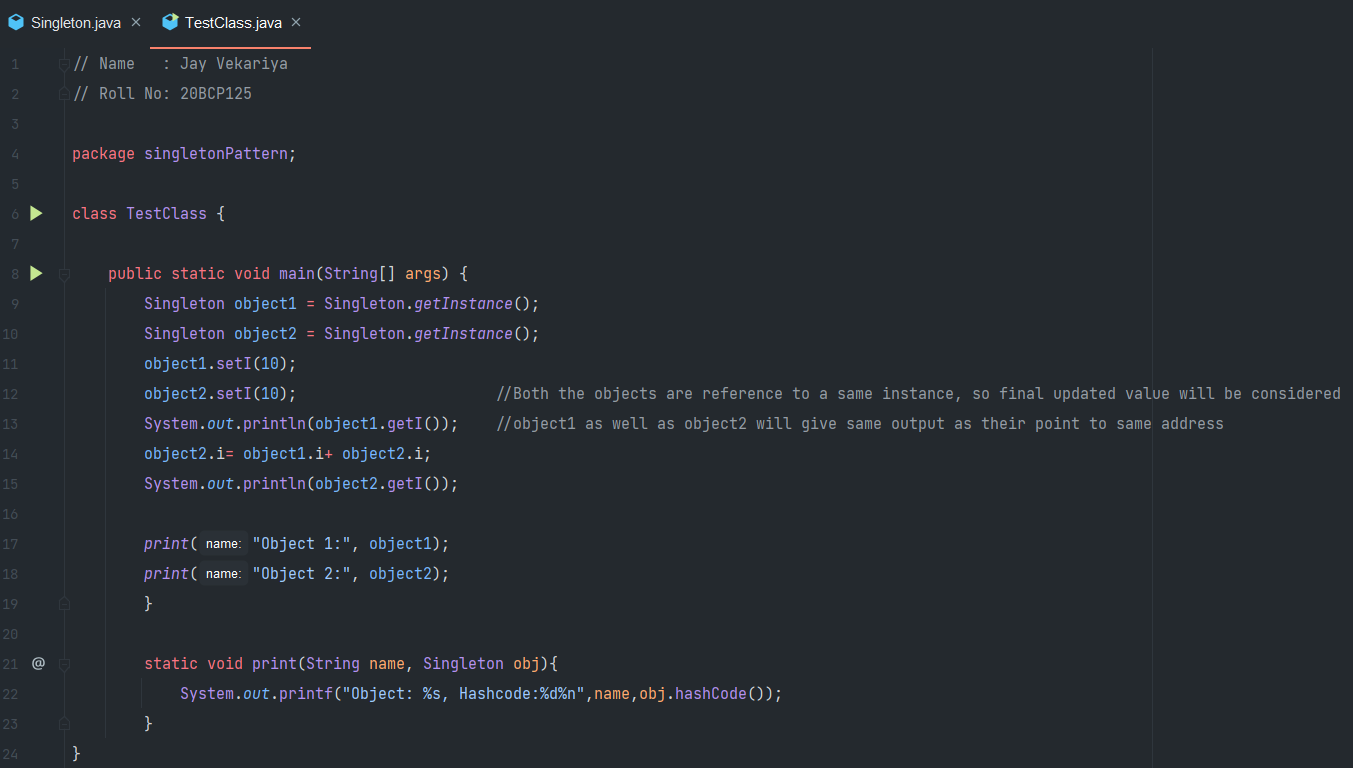 Singleton.java × TestClass.java ×
1 // Name   : Jay Vekariya
2 // Roll No: 20BCP125
3
4 package singletonPattern;
5
6 class TestClass {
7
8     public static void main(String[] args) {
9         Singleton object1 = Singleton.getInstance();
10         Singleton object2 = Singleton.getInstance();
11         object1.setI(10);
12         object2.setI(10);                      //Both the objects are reference to a same instance, so final updated value will be considered
13         System.out.println(object1.getI());    //object1 as well as object2 will give same output as their point to same address
14         object2.i= object1.i+ object2.i;
15         System.out.println(object2.getI());
16
17         print( name: "Object 1:", object1);
18         print( name: "Object 2:", object2);
19         }
20
21 @         static void print(String name, Singleton obj){
22             System.out.printf("Object: %s, Hashcode:%d%n",name,obj.hashCode());
23         }
24 }